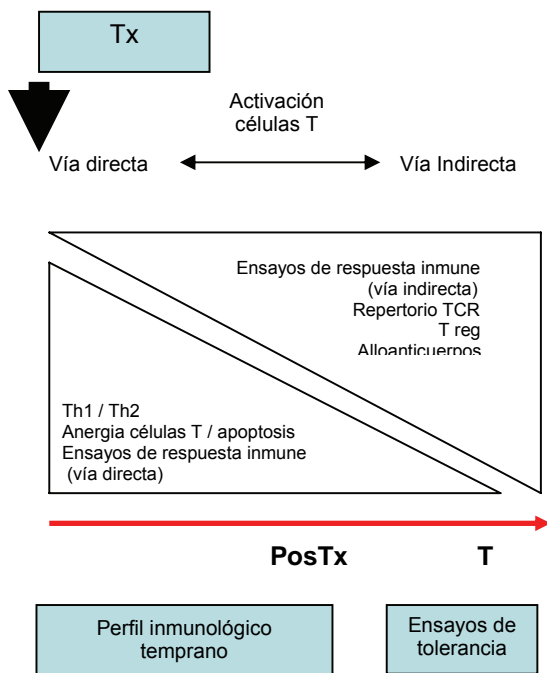 Tx
Activación
células T
Vía directa
Vía Indirecta
Ensayos de respuesta inmune
(vía indirecta)
Repertorio TCR
T reg
Alloanticuerpos
Th1 / Th2
Anergia células T / apoptosis
Ensayos de respuesta inmune
(vía directa)
PosTx T
Perfil inmunológico
temprano
Ensayos de
tolerancia